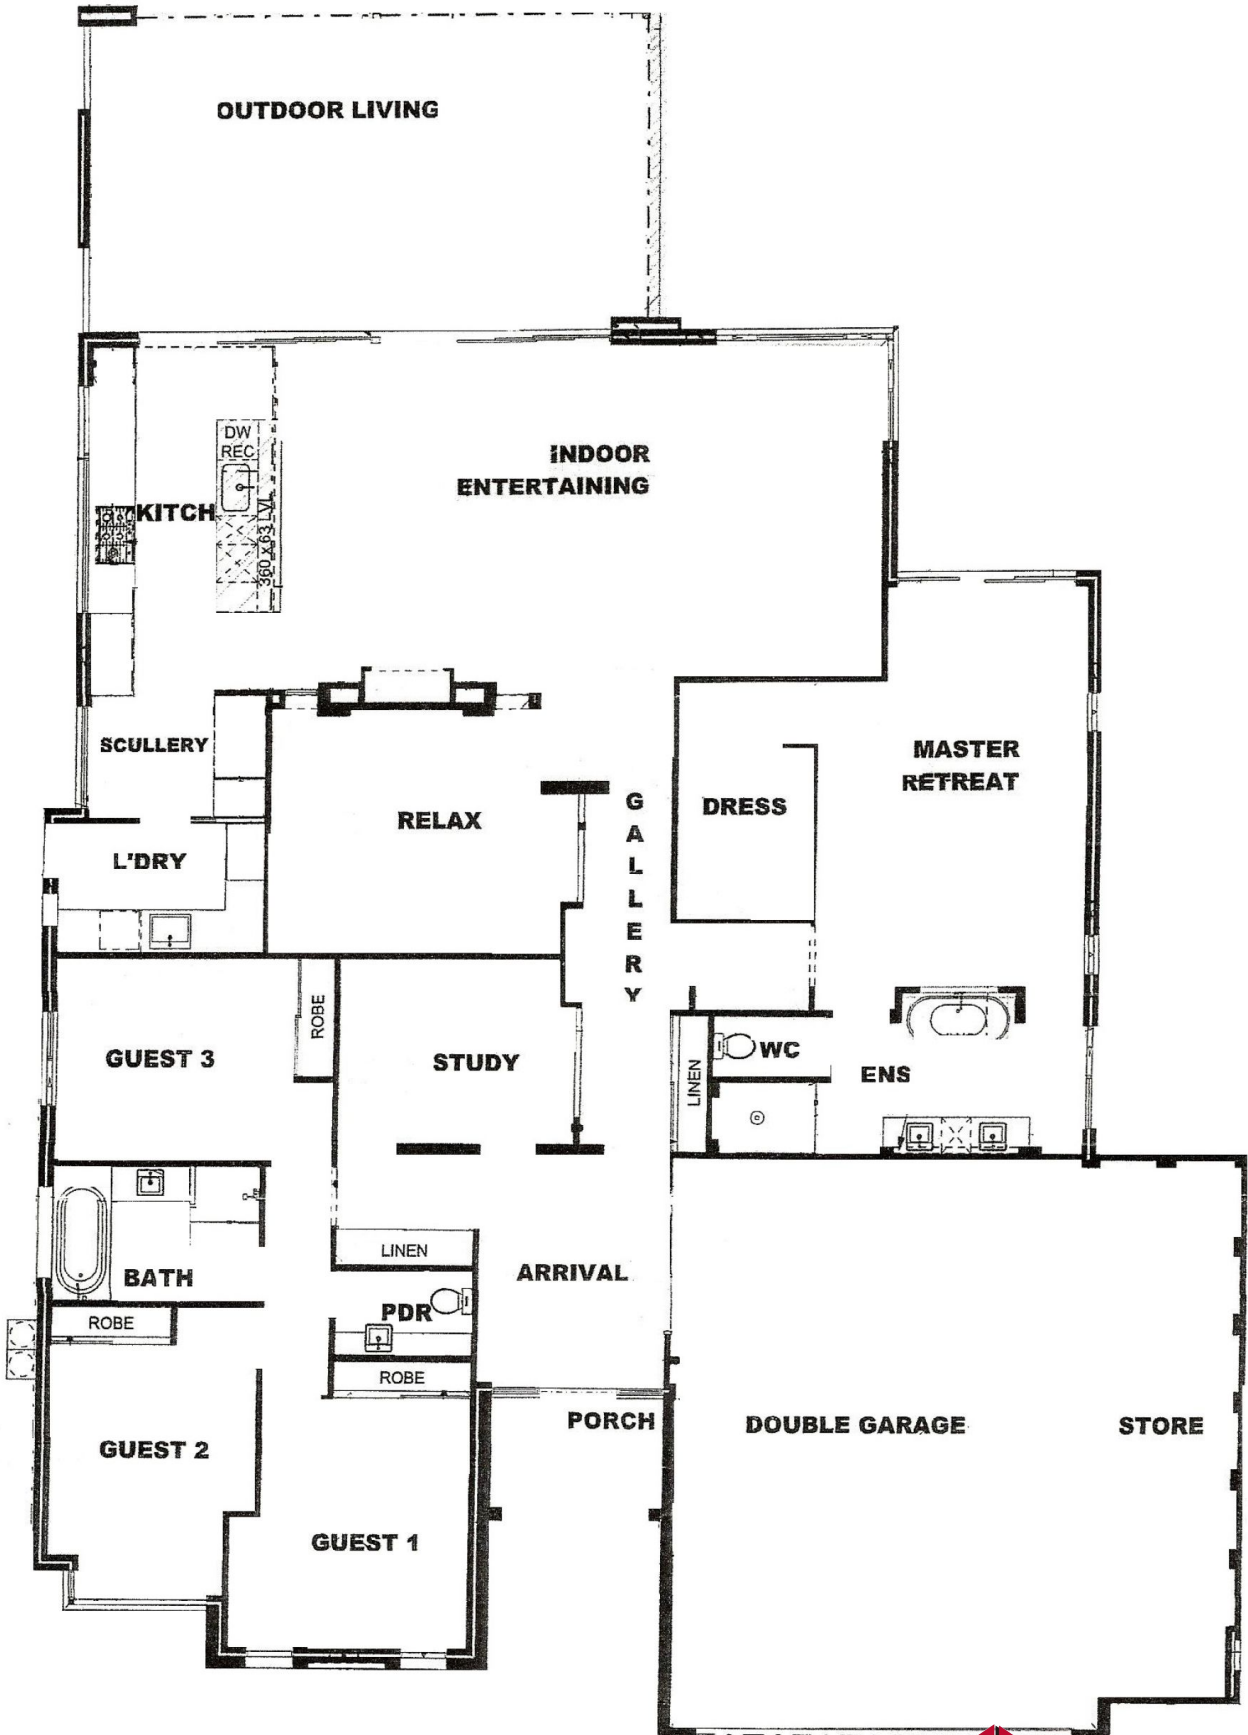 OUTDOOR LIVING
DW
REC
INDOOR
ENTERTAINING
KITCH
360 x 63 LVL
SCULLERY
RELAX
GALLERY
DRESS
MASTER
RETREAT
L'DRY
GUEST 3
ROBE
STUDY
LINEN
WC
ENS
BATH
LINEN
ARRIVAL
PDR
ROBE
ROBE
PORCH
DOUBLE GARAGE
STORE
GUEST 2
GUEST 1